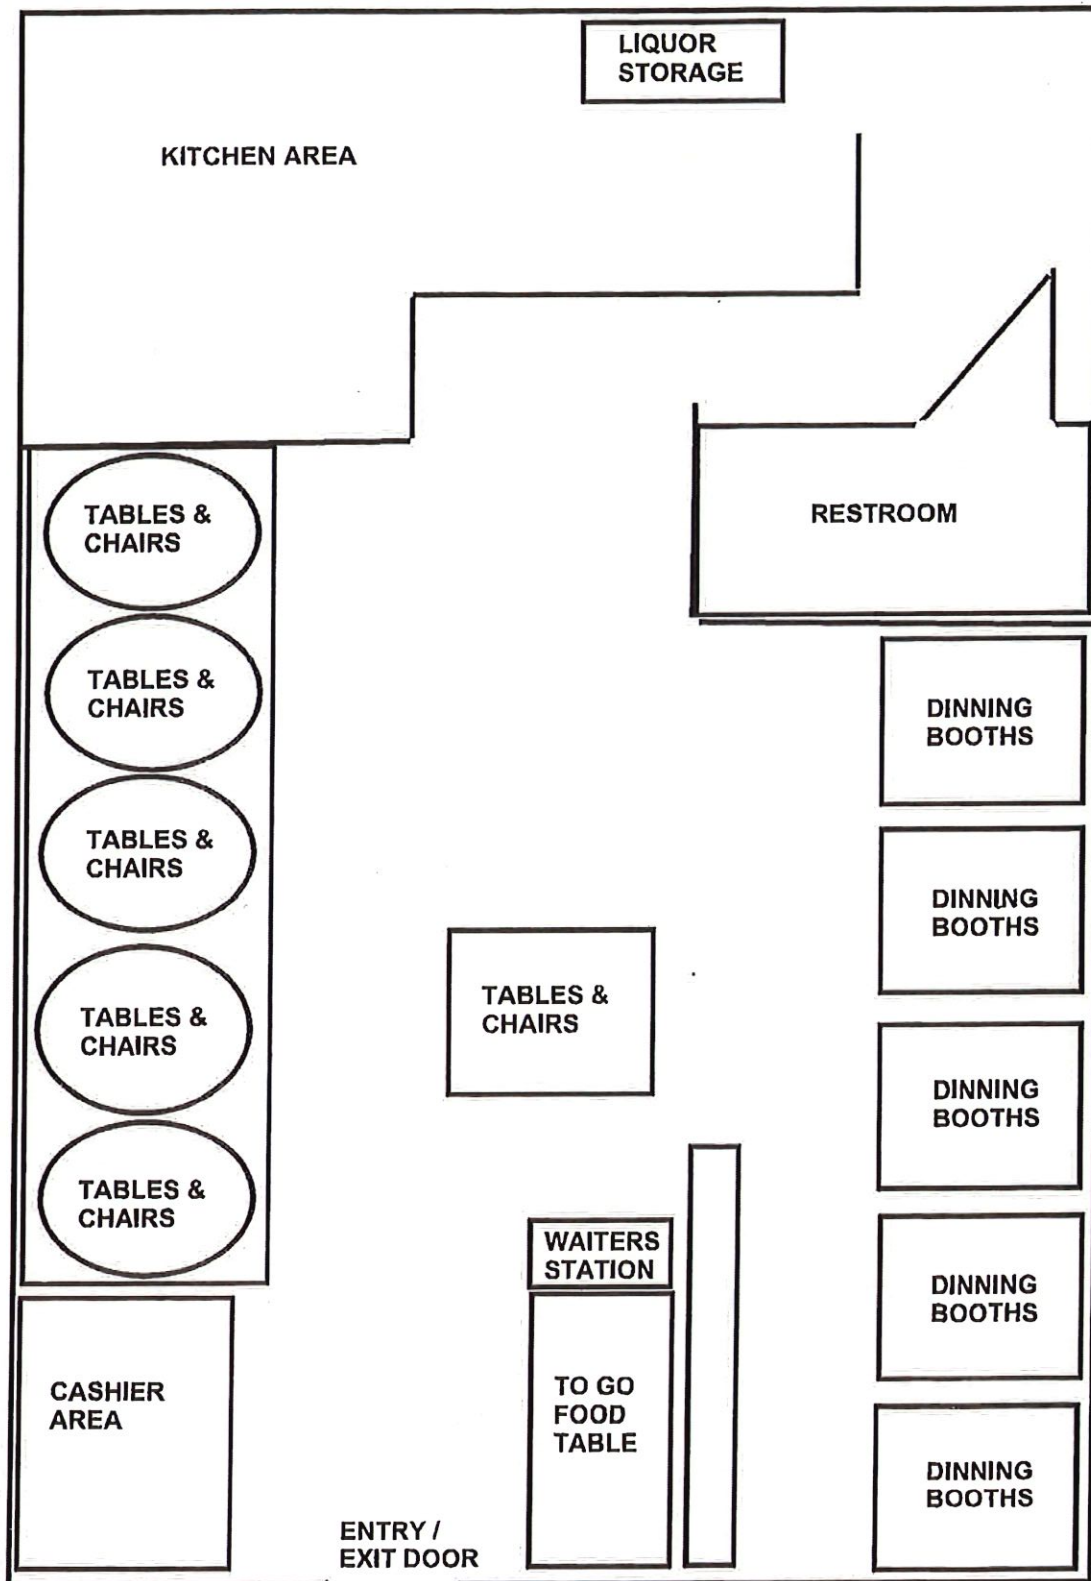 LIQUOR
STORAGE
KITCHEN AREA
RESTROOM
TABLES &
CHAIRS
TABLES &
CHAIRS
TABLES &
CHAIRS
TABLES &
CHAIRS
TABLES &
CHAIRS
TABLES &
CHAIRS
DINNING
BOOTHS
DINNING
BOOTHS
DINNING
BOOTHS
DINNING
BOOTHS
DINNING
BOOTHS
WAITERS
STATION
TO GO
FOOD
TABLE
CASHIER
AREA
ENTRY /
EXIT DOOR